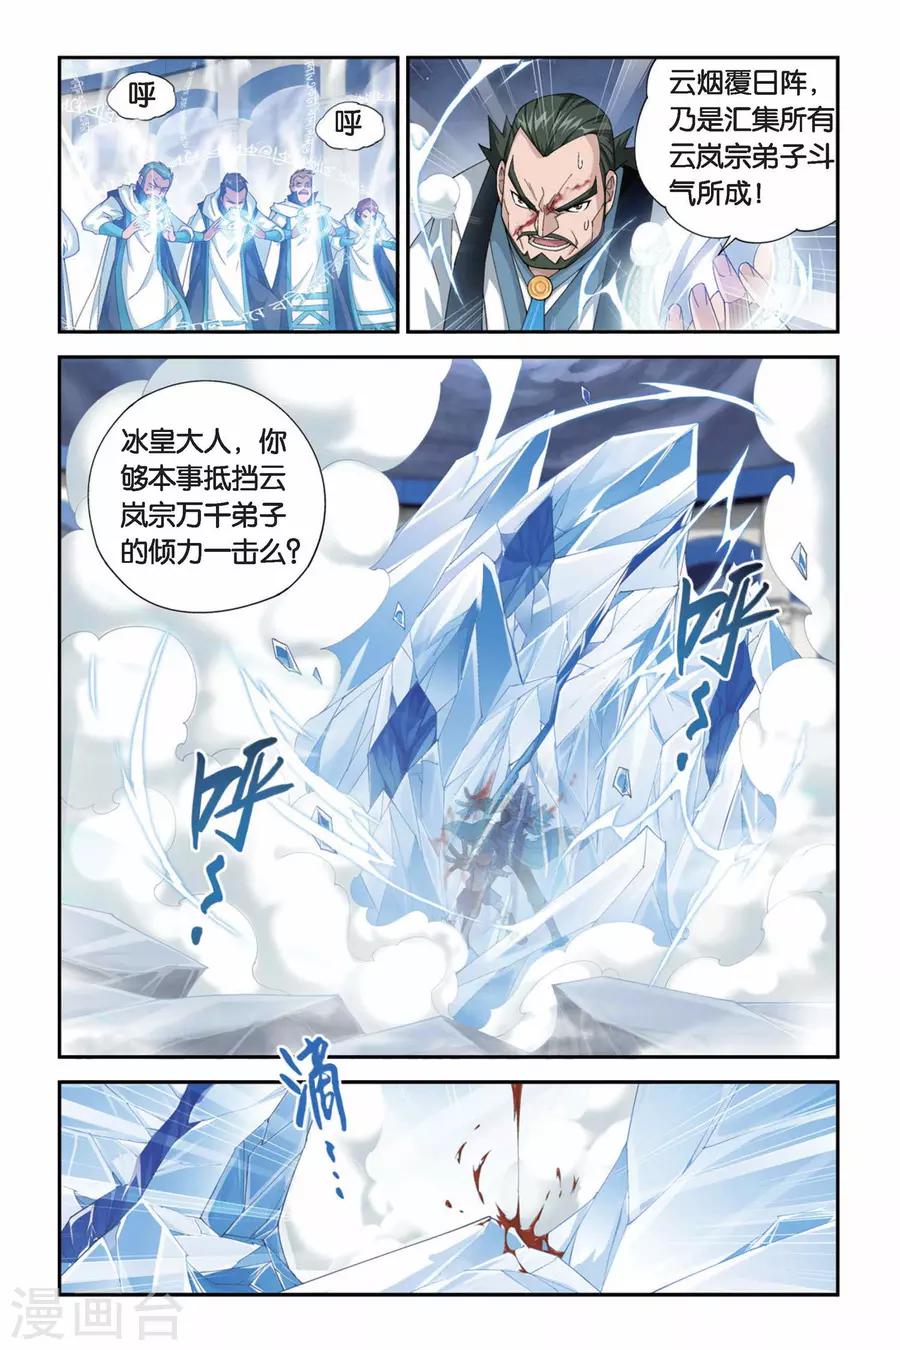 呼
呼
云烟覆日阵，
乃是汇集所有
云岚宗弟子斗
气所成！
冰皇大人，你
够本事抵挡云
岚宗万千弟子
的倾力一击么？
呼
呼
滴
漫画台